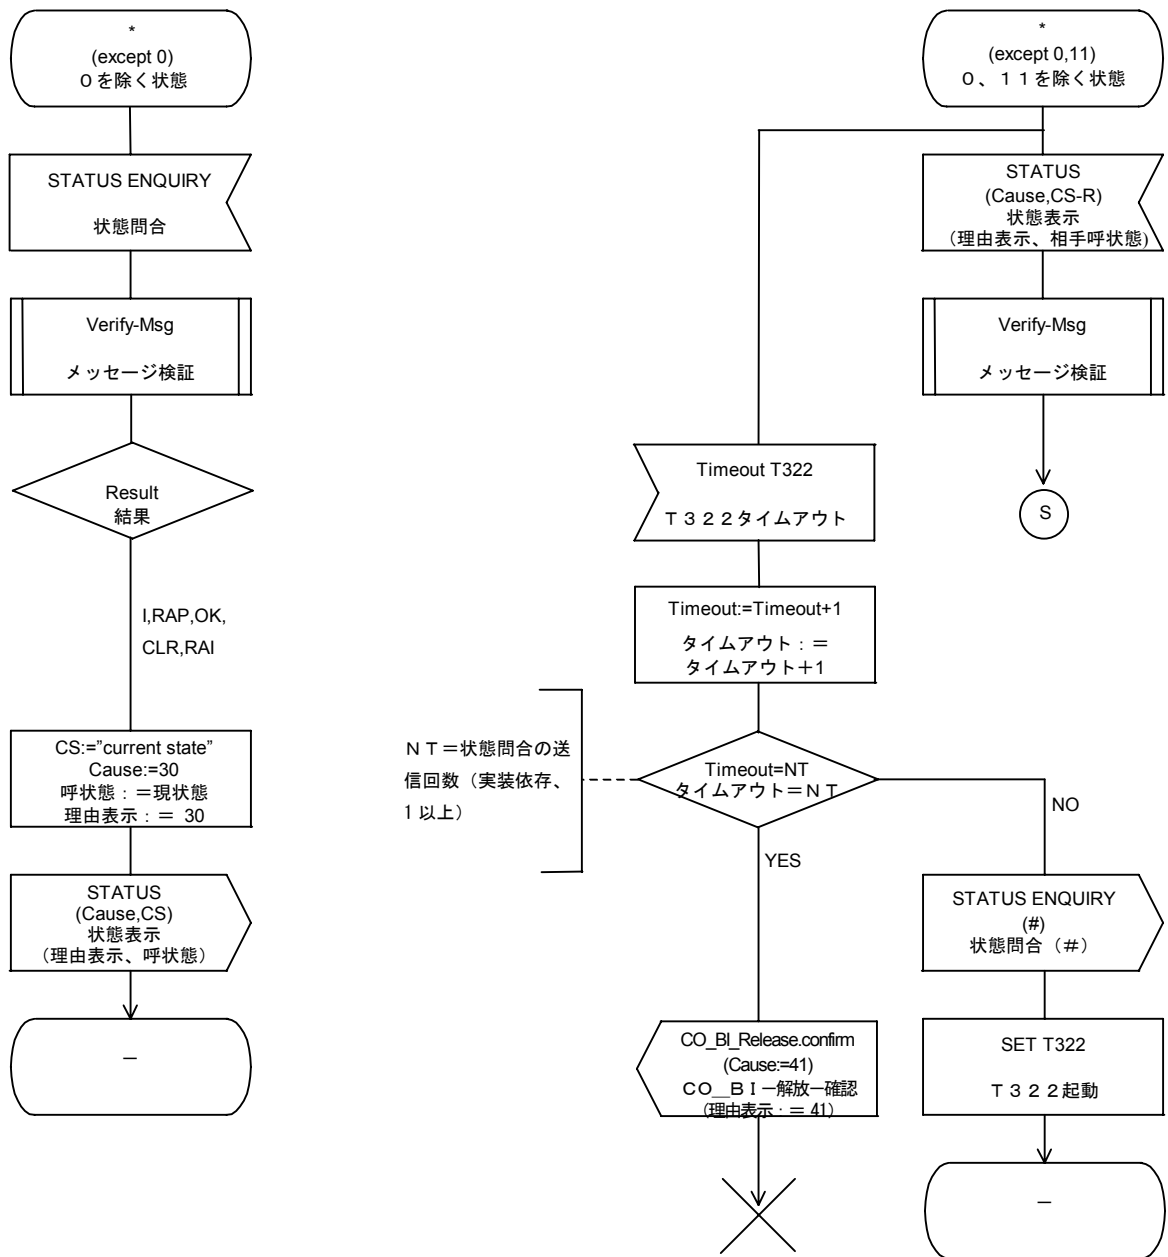 *
(except 0)
0を除く状態
STATUS ENQUIRY
状態問合
Verify-Msg
メッセージ検証
Result
結果
I,RAP,OK,
CLR,RAI
CS:=”current state”
Cause:=30
呼状態：＝現状態
理由表示：＝ 30
STATUS
(Cause,CS)
状態表示
（理由表示、呼状態）
－
*
(except 0,11)
0、１１を除く状態
STATUS
(Cause,CS-R)
状態表示
（理由表示、相手呼状態)
Verify-Msg
メッセージ検証
S
Timeout T322
Ｔ３２２タイムアウト
Timeout:=Timeout+1
タイムアウト：＝
タイムアウト＋1
ＮＴ＝状態問合の送
信回数（実装依存、
1 以上）
Timeout=NT
タイムアウト＝ＮＴ
NO
YES
STATUS ENQUIRY
(#)
状態問合（＃）
CO_BI_Release.confirm
(Cause:=41)
ＣＯ＿ＢＩ－解放－確認
（理由表示：＝ 41）
SET T322
Ｔ３２２起動
－